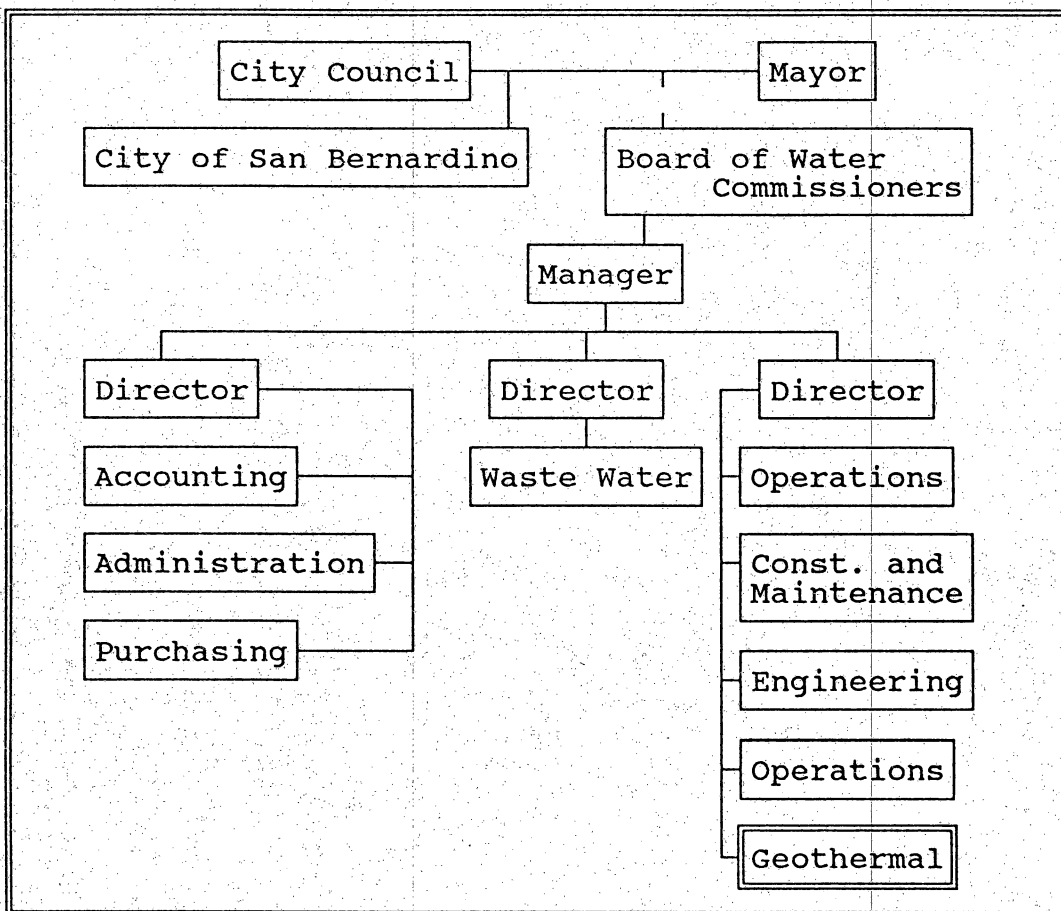 City Council
Mayor
City of San Bernardino
Board of Water
Commissioners
Manager
Director
Director
Director
Accounting
Waste Water
Operations
Administration
Const. and
Maintenance
Purchasing
Engineering
Operations
Geothermal